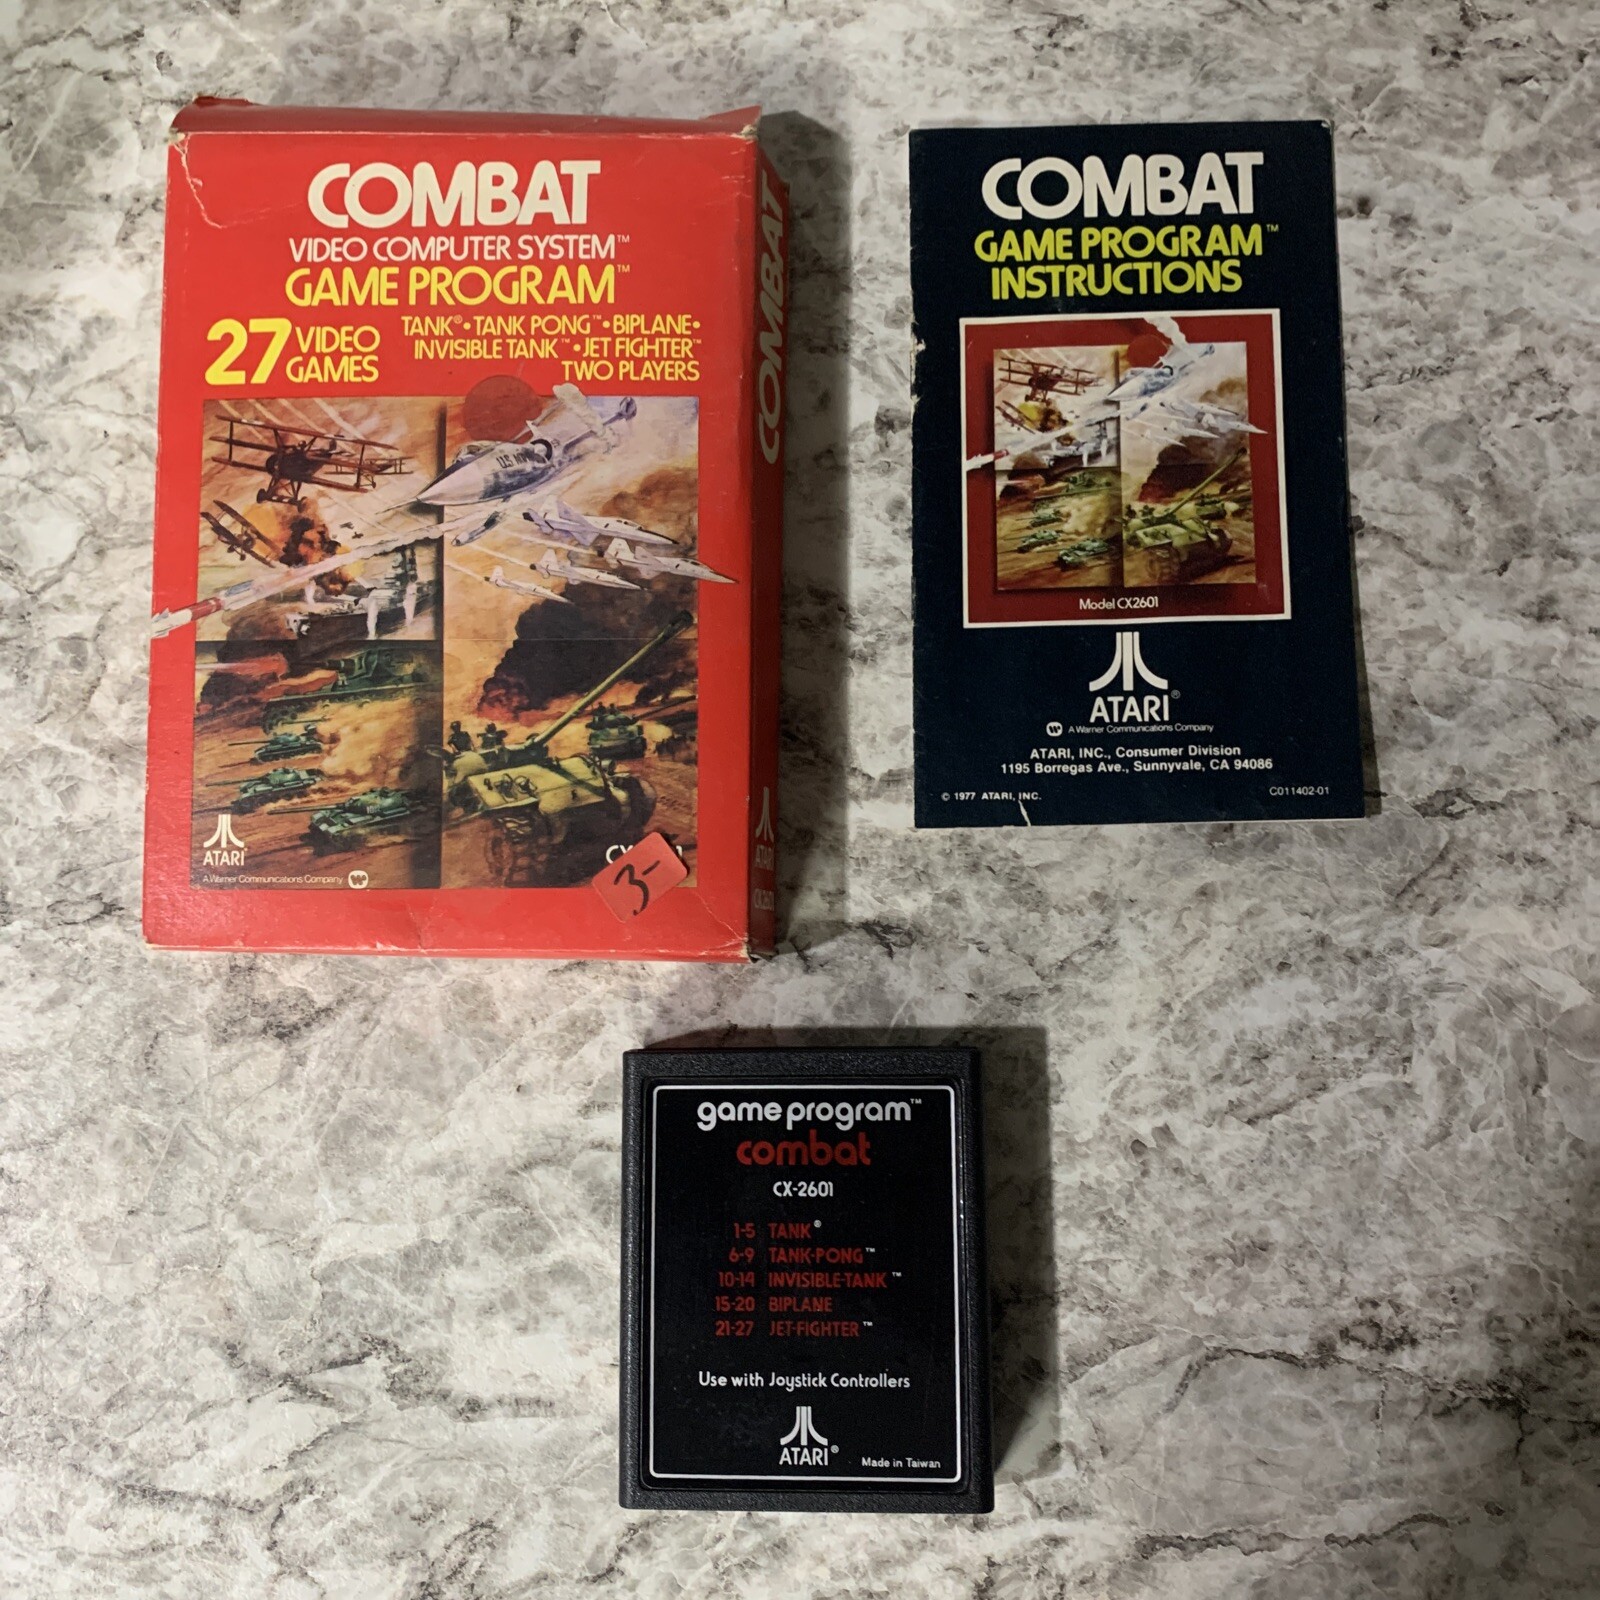 COMBAT
VIDEO COMPUTER SYSTEM™
GAME PROGRAM™
27 VIDEO GAMES
TANK®•TANK PONG™•BIPLANE•
INVISIBLE TANK™•JET FIGHTER™
TWO PLAYERS
ATARI
A Warner Communications Company
3-
COMBAT
ATARI
CX2601
COMBAT
GAME PROGRAM™
INSTRUCTIONS
Model CX2601
ATARI®
A Warner Communications Company
ATARI, INC., Consumer Division
1195 Borregas Ave., Sunnyvale, CA 94086
© 1977 ATARI, INC.
C011402-01
game program™
combat
CX-2601
1-5 TANK®
6-9 TANK-PONG™
10-14 INVISIBLE-TANK™
15-20 BIPLANE
21-27 JET-FIGHTER™
Use with Joystick Controllers
ATARI®
Made in Taiwan